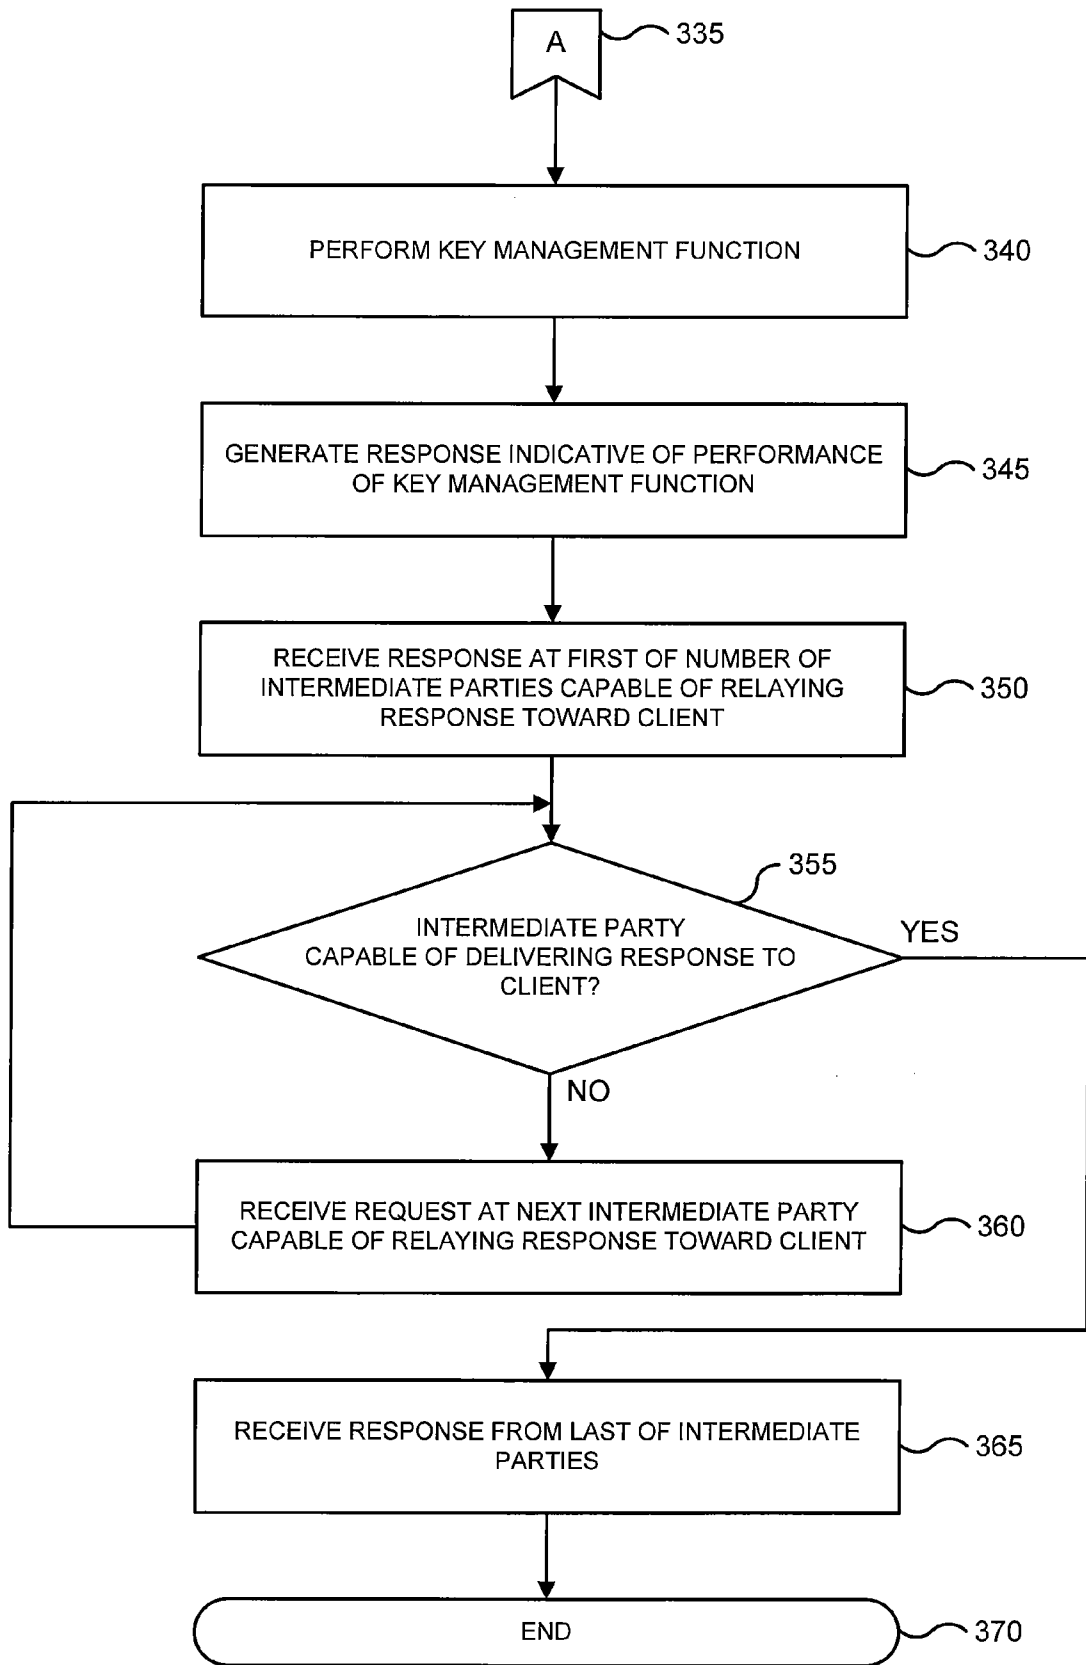 A
335
PERFORM KEY MANAGEMENT FUNCTION
340
GENERATE RESPONSE INDICATIVE OF PERFORMANCE
OF KEY MANAGEMENT FUNCTION
345
RECEIVE RESPONSE AT FIRST OF NUMBER OF
INTERMEDIATE PARTIES CAPABLE OF RELAYING
RESPONSE TOWARD CLIENT
350
355
INTERMEDIATE PARTY
CAPABLE OF DELIVERING RESPONSE TO
CLIENT?
YES
NO
RECEIVE REQUEST AT NEXT INTERMEDIATE PARTY
CAPABLE OF RELAYING RESPONSE TOWARD CLIENT
360
RECEIVE RESPONSE FROM LAST OF INTERMEDIATE
PARTIES
365
END
370